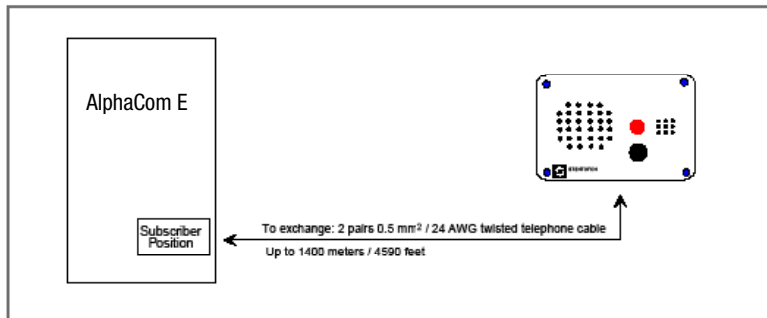 AlphaCom E
Subscriber
Position
To exchange: 2 pairs 0.5 mm² / 24 AWG twisted telephone cable
Up to 1400 meters / 4590 feet